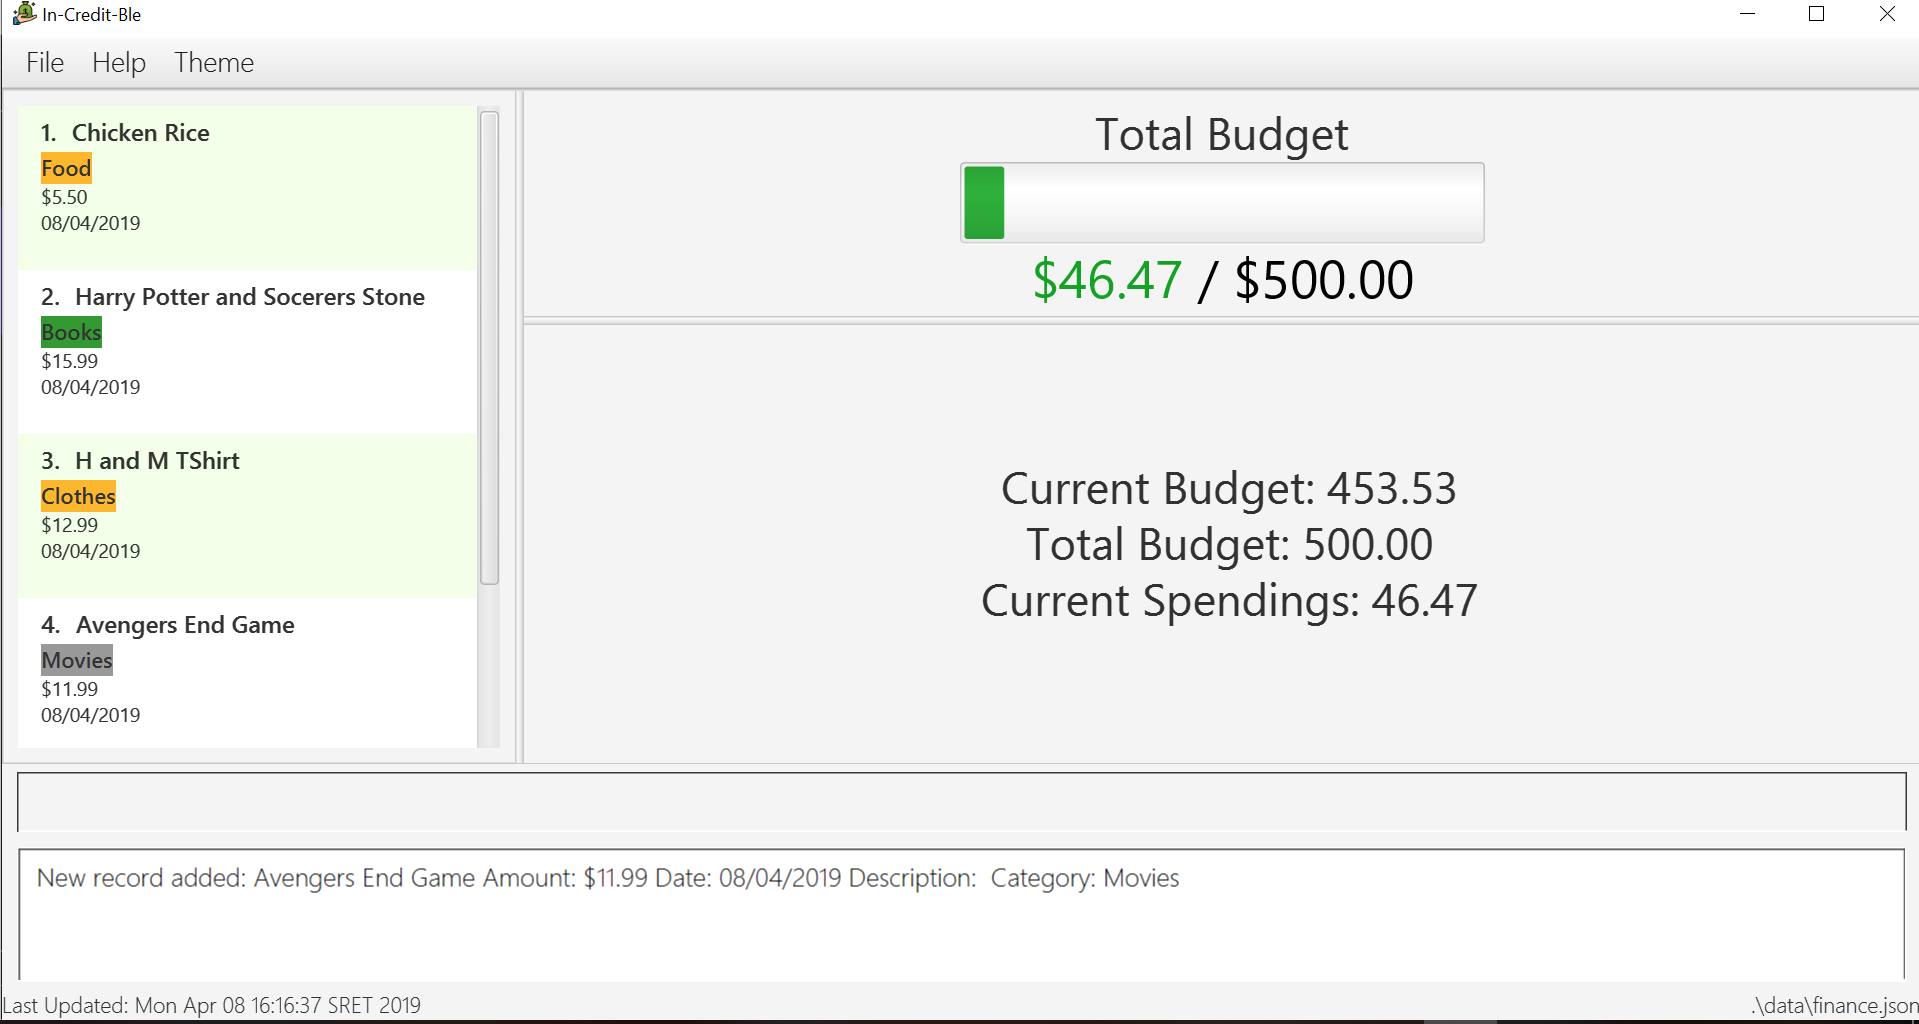 In-Credit-Ble
File Help Theme
1. Chicken Rice
Food
$5.50
08/04/2019
2. Harry Potter and Socerers Stone
Books
$15.99
08/04/2019
3. H and M TShirt
Clothes
$12.99
08/04/2019
4. Avengers End Game
Movies
$11.99
08/04/2019
Total Budget
$46.47 / $500.00
Current Budget: 453.53
Total Budget: 500.00
Current Spendings: 46.47
New record added: Avengers End Game Amount: $11.99 Date: 08/04/2019 Description:  Category: Movies
Last Updated: Mon Apr 08 16:16:37 SRET 2019
.\data\finance.json